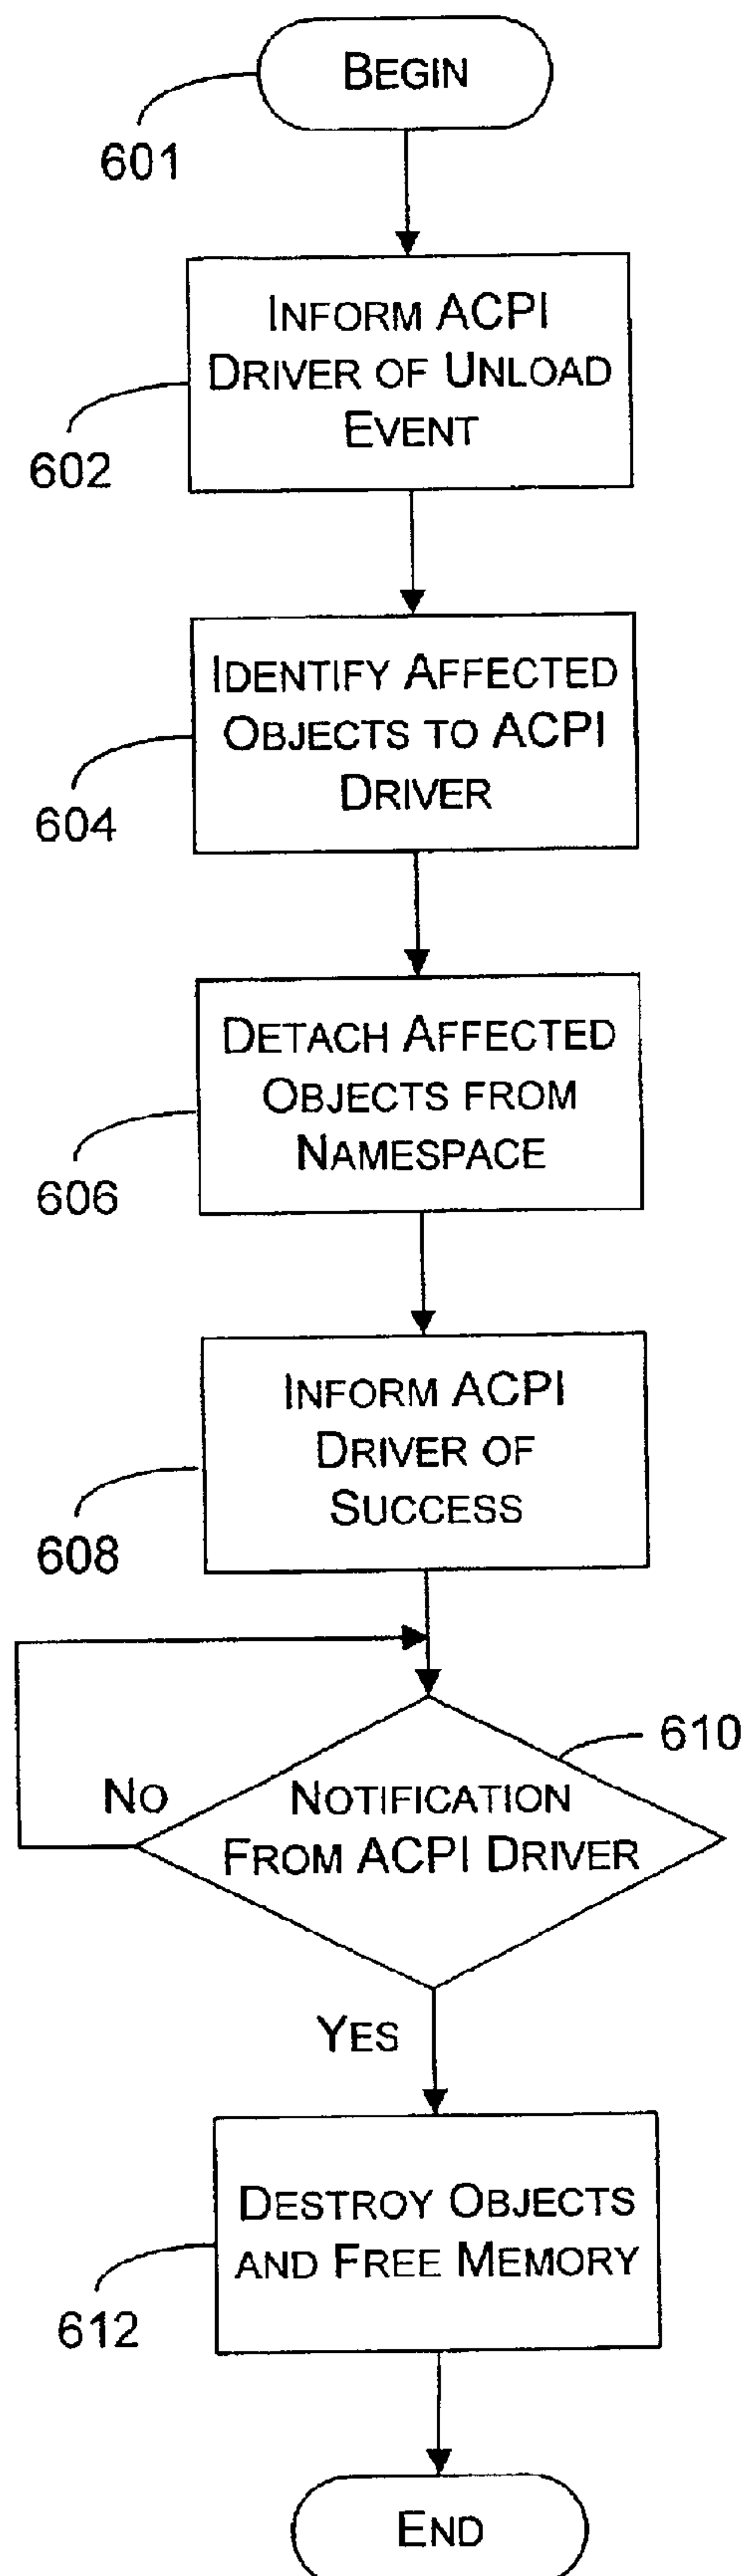 BEGIN
601
INFORM ACPI
DRIVER OF UNLOAD
EVENT
602
IDENTIFY AFFECTED
OBJECTS TO ACPI
DRIVER
604
DETACH AFFECTED
OBJECTS FROM
NAMESPACE
606
INFORM ACPI
DRIVER OF
SUCCESS
608
610
NO
NOTIFICATION
FROM ACPI DRIVER
YES
DESTROY OBJECTS
AND FREE MEMORY
612
END